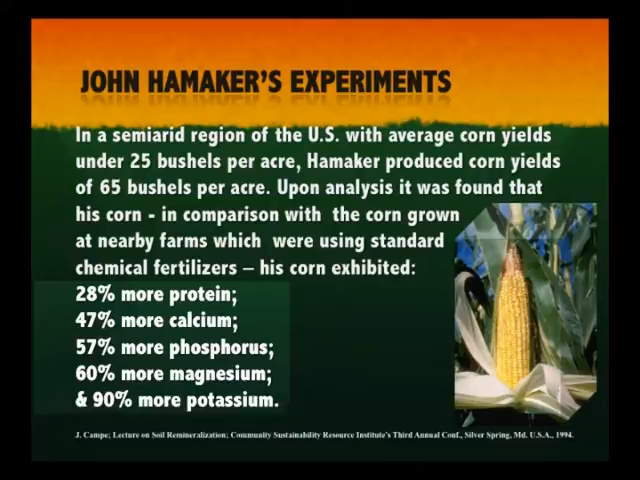 JOHN HAMAKER'S EXPERIMENTS
In a semiarid region of the U.S. with average corn yields
under 25 bushels per acre, Hamaker produced corn yields
of 65 bushels per acre. Upon analysis it was found that
his corn - in comparison with the corn grown
at nearby farms which were using standard
chemical fertilizers – his corn exhibited:
28% more protein;
47% more calcium;
57% more phosphorus;
60% more magnesium;
& 90% more potassium.
J. Campe; Lecture on Soil Remineralization; Community Sustainability Resource Institute's Third Annual Conf., Silver Spring, Md. U.S.A., 1994.